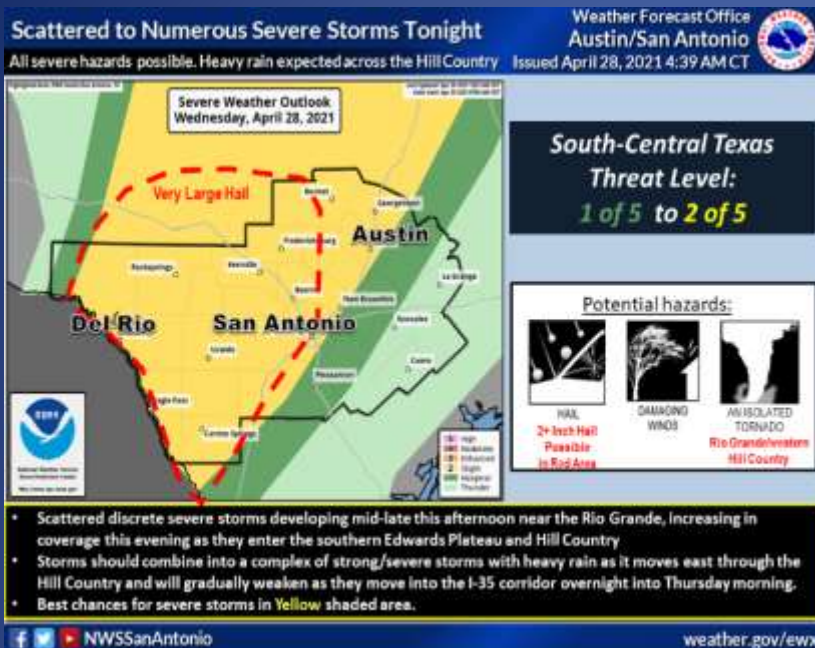 Scattered to Numerous Severe Storms Tonight
Weather Forecast Office
Austin/San Antonio
All severe hazards possible. Heavy rain expected across the Hill Country
Issued April 28, 2021 4:39 AM CT
Severe Weather Outlook
Wednesday, April 28, 2021
Very Large Hail
Burnet
Georgetown
Austin
Fredericksburg
Rocksprings
Kerrville
La Grange
Boerne
New Braunfels
Del Rio
San Antonio
Gonzales
Uvalde
Cuero
Pleasanton
Eagle Pass
Carrizo Springs
High
Moderate
Enhanced
Slight
Marginal
Thunder
South-Central Texas
Threat Level:
1 of 5 to 2 of 5
Potential hazards:
HAIL
2+ Inch Hail
Possible
in Red Area
DAMAGING
WINDS
AN ISOLATED
TORNADO
Rio Grande/western
Hill Country
• Scattered discrete severe storms developing mid-late this afternoon near the Rio Grande, increasing in
coverage this evening as they enter the southern Edwards Plateau and Hill Country
• Storms should combine into a complex of strong/severe storms with heavy rain as it moves east through the
Hill Country and will gradually weaken as they move into the I-35 corridor overnight into Thursday morning.
• Best chances for severe storms in Yellow shaded area.
NWSSanAntonio
weather.gov/ewx